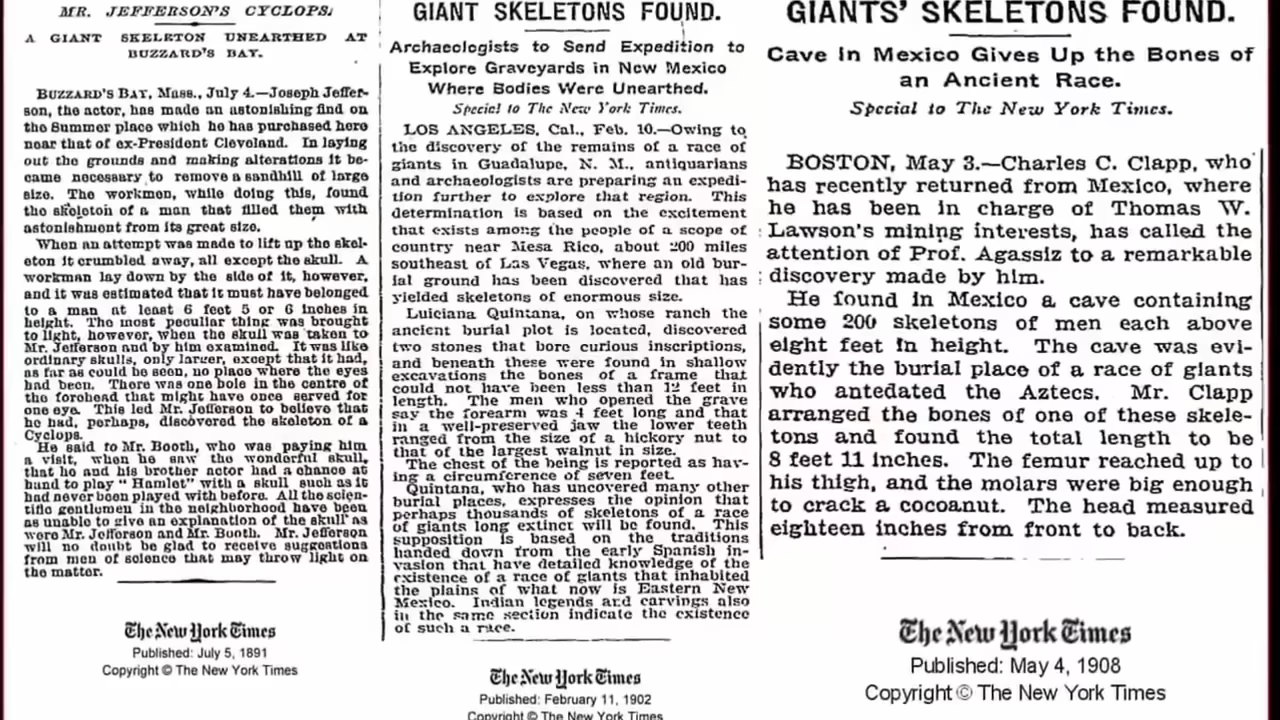 MR. JEFFERSON'S CYCLOPS.
A GIANT SKELETON UNEARTHED AT
BUZZARD'S BAY.
BUZZARD'S BAY, Mass., July 4.—Joseph Jeffer-
son, the actor, has made an astonishing find on
the Summer place which he has purchased here
near that of ex-President Cleveland. In laying
out the grounds and making alterations it be-
came necessary to remove a sandhill of large
size. The workmen, while doing this, found
the skeleton of a man that filled them with
astonishment from its great size.
When an attempt was made to lift up the skel-
eton it crumbled away, all except the skull. A
workman lay down by the side of it, however,
and it was estimated that it must have belonged
to a man at least 6 feet 5 or 6 inches in
height. The most peculiar thing was brought
to light, however, when the skull was taken to
Mr. Jefferson and by him examined. It was like
ordinary skulls, only larger, except that it had,
as far as could be seen, no place where the eyes
had been. There was one hole in the centre of
the forehead that might have once served for
one eye. This led Mr. Jefferson to believe that
he had, perhaps, discovered the skeleton of a
Cyclops.
He said to Mr. Booth, who was paying him
a visit, when he saw the wonderful skull,
that he and his brother actor had a chance at
hand to play "Hamlet" with a skull such as it
had never been played with before. All the scien-
tific gentlemen in the neighborhood have been
as unable to give an explanation of the skull as
were Mr. Jefferson and Mr. Booth. Mr. Jefferson
will no doubt be glad to receive suggestions
from men of science that may throw light on
the matter.
The New York Times
Published: July 5, 1891
Copyright © The New York Times
GIANT SKELETONS FOUND.
Archaeologists to Send Expedition to
Explore Graveyards in New Mexico
Where Bodies Were Unearthed.
Special to The New York Times.
LOS ANGELES, Cal., Feb. 10.—Owing to
the discovery of the remains of a race of
giants in Guadalupe, N. M., antiquarians
and archaeologists are preparing an expedi-
tion further to explore that region. This
determination is based on the excitement
that exists among the people of a scope of
country near Mesa Rico, about 200 miles
southeast of Las Vegas, where an old bur-
ial ground has been discovered that has
yielded skeletons of enormous size.
Luiciana Quintana, on whose ranch the
ancient burial plot is located, discovered
two stones that bore curious inscriptions,
and beneath these were found in shallow
excavations the bones of a frame that
could not have been less than 12 feet in
length. The men who opened the grave
say the forearm was 4 feet long and that
in a well-preserved jaw the lower teeth
ranged from the size of a hickory nut to
that of the largest walnut in size.
The chest of the being is reported as hav-
ing a circumference of seven feet.
Quintana, who has uncovered many other
burial places, expresses the opinion that
perhaps thousands of skeletons of a race
of giants long extinct will be found. This
supposition is based on the traditions
handed down from the early Spanish in-
vasion that have detailed knowledge of the
existence of a race of giants that inhabited
the plains of what now is Eastern New
Mexico. Indian legends and carvings also
in the same section indicate the existence
of such a race.
The New York Times
Published: February 11, 1902
Copyright © The New York Times
GIANTS' SKELETONS FOUND.
Cave in Mexico Gives Up the Bones of
an Ancient Race.
Special to The New York Times.
BOSTON, May 3.—Charles C. Clapp, who
has recently returned from Mexico, where
he has been in charge of Thomas W.
Lawson's mining interests, has called the
attention of Prof. Agassiz to a remarkable
discovery made by him.
He found in Mexico a cave containing
some 200 skeletons of men each above
eight feet in height. The cave was evi-
dently the burial place of a race of giants
who antedated the Aztecs. Mr. Clapp
arranged the bones of one of these skele-
tons and found the total length to be
8 feet 11 inches. The femur reached up to
his thigh, and the molars were big enough
to crack a cocoanut. The head measured
eighteen inches from front to back.
The New York Times
Published: May 4, 1908
Copyright © The New York Times